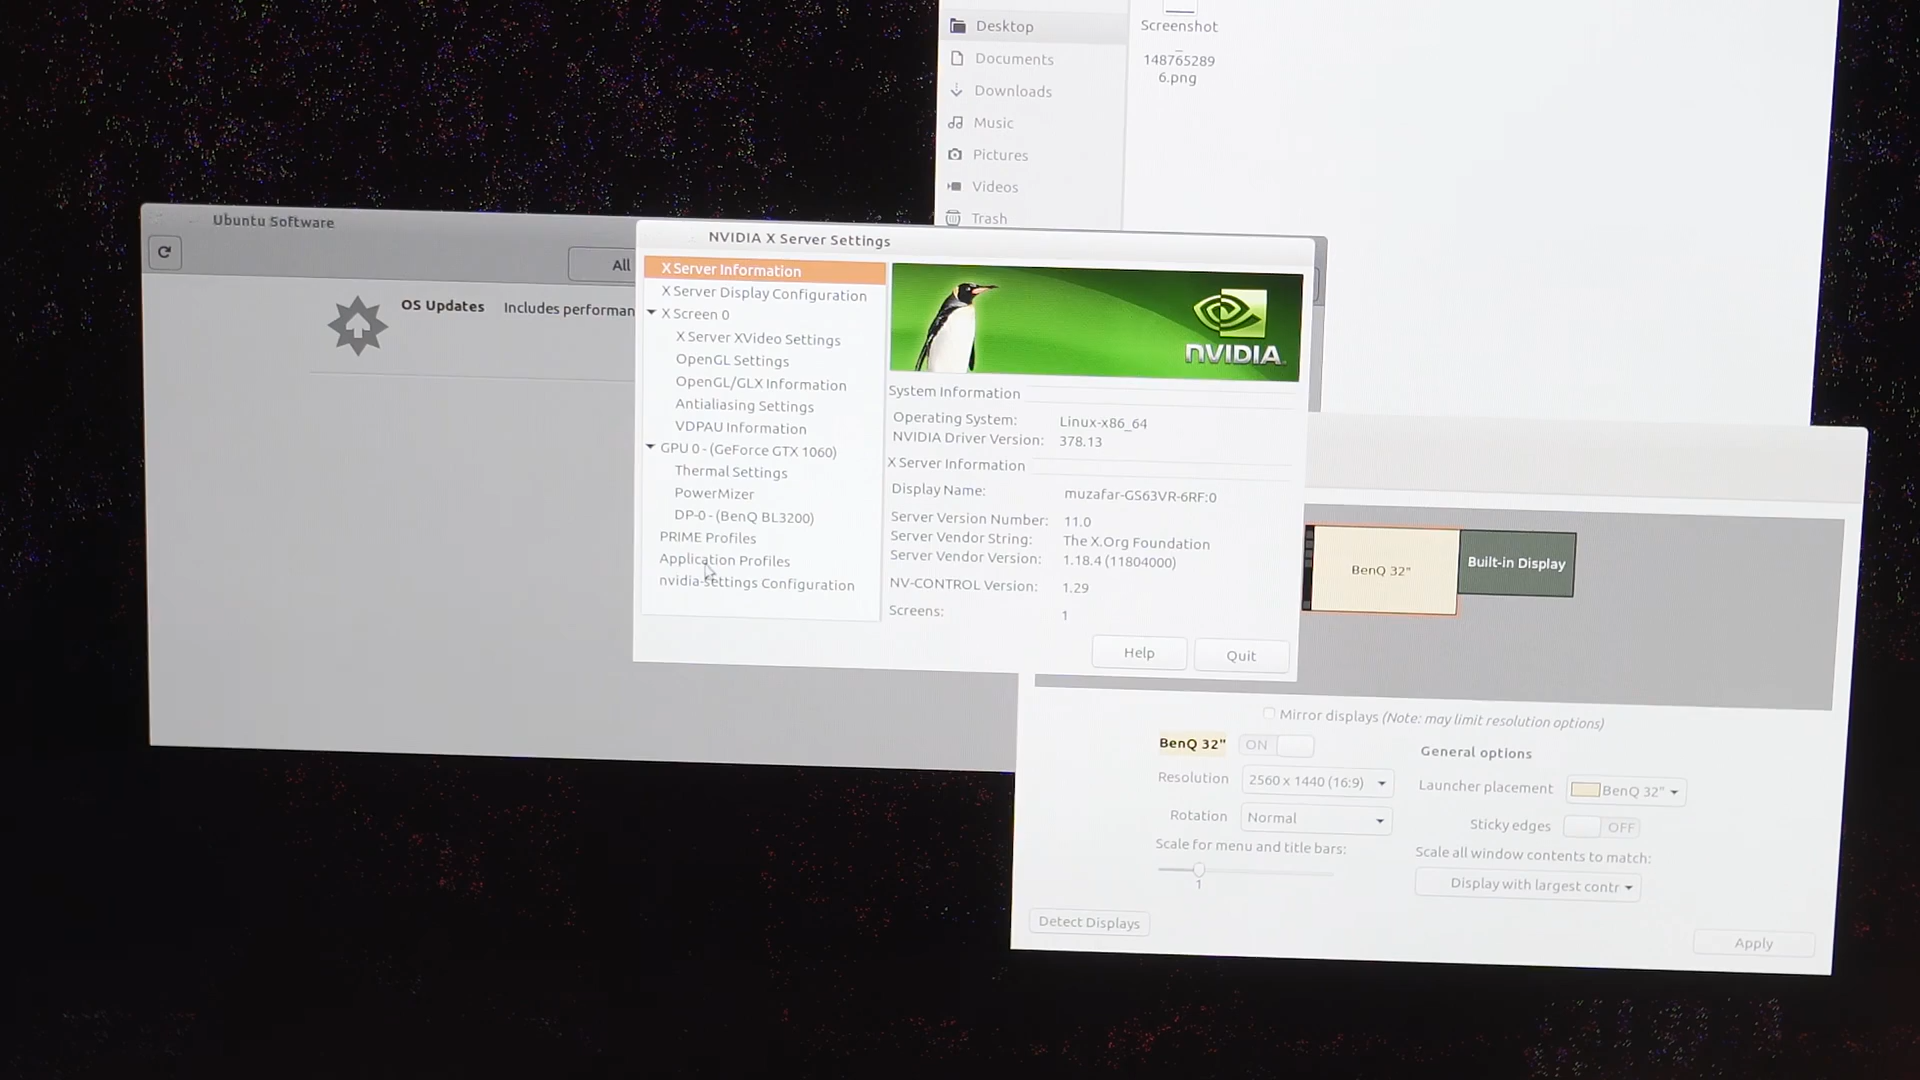 Desktop
Documents
Downloads
Music
Pictures
Videos
Trash
Screenshot
_
148765289
6.png
Ubuntu Software
All
OS Updates
Includes performan
NVIDIA X Server Settings
X Server Information
X Server Display Configuration
X Screen 0
X Server XVideo Settings
OpenGL Settings
OpenGL/GLX Information
Antialiasing Settings
VDPAU Information
GPU 0 - (GeForce GTX 1060)
Thermal Settings
PowerMizer
DP-0 - (BenQ BL3200)
PRIME Profiles
Application Profiles
nvidia-settings Configuration
NVIDIA
System Information
Operating System: Linux-x86_64
NVIDIA Driver Version: 378.13
X Server Information
Display Name: muzafar-GS63VR-6RF:0
Server Version Number: 11.0
Server Vendor String: The X.Org Foundation
Server Vendor Version: 1.18.4 (11804000)
NV-CONTROL Version: 1.29
Screens: 1
Help
Quit
BenQ 32"
Built-in Display
Mirror displays (Note: may limit resolution options)
BenQ 32" ON
Resolution 2560 x 1440 (16:9)
Rotation Normal
Scale for menu and title bars:
1
General options
Launcher placement BenQ 32"
Sticky edges OFF
Scale all window contents to match:
Display with largest contr
Detect Displays
Apply